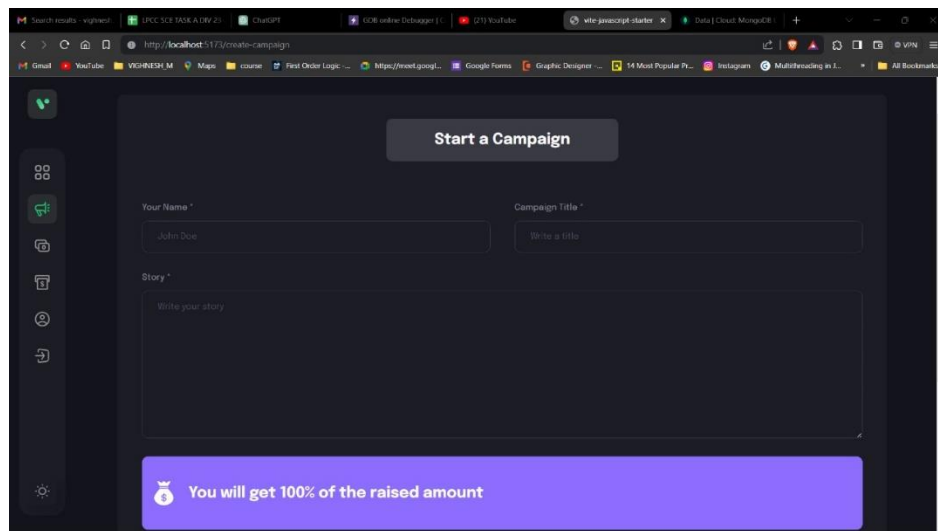 Search results - vighnesh
LPCC SCE TASK A DIV 23
ChatGPT
GDB online Debugger | C
(21) YouTube
vite-javascript-starter
Data | Cloud: MongoDB
http://localhost:5173/create-campaign
VPN
Gmail
YouTube
VIGHNESH_M
Maps
course
First Order Logic -...
https://meet.googl...
Google Forms
Graphic Designer -...
14 Most Popular Pr...
Instagram
Multithreading in J...
All Bookmarks
Start a Campaign
Your Name *
Campaign Title *
John Doe
Write a title
Story *
Write your story
You will get 100% of the raised amount